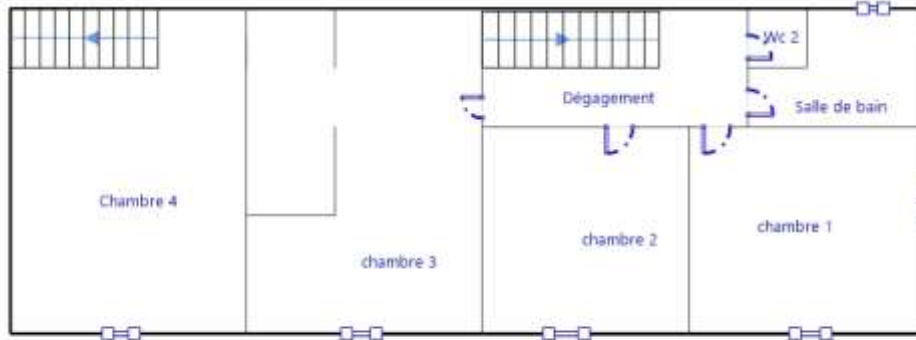 Wc 2
Dégagement
Salle de bain
Chambre 4
chambre 1
chambre 2
chambre 3